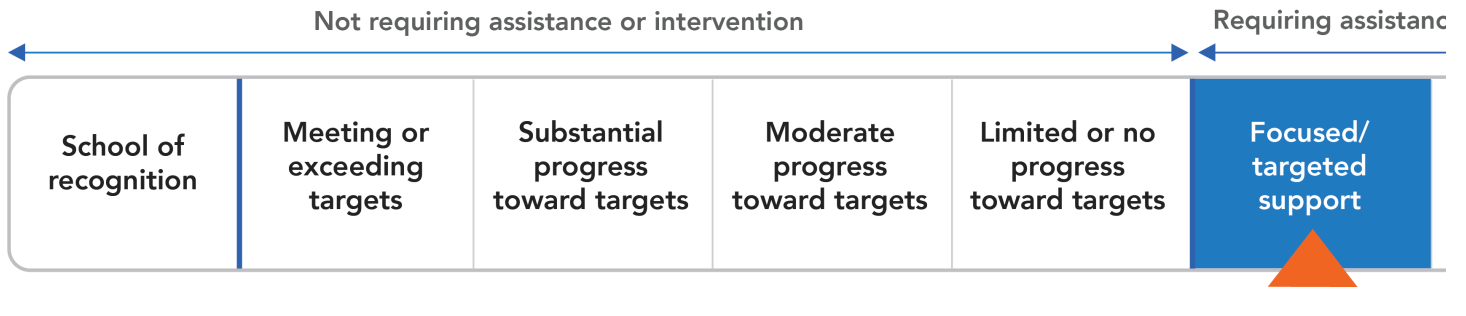 Not requiring assistance or intervention
Requiring
School of
recognition
Meeting or
exceeding
targets
Substantial
progress
toward targets
Moderate
progress
toward targets
Limited or no
progress
toward targets
Focused/
targeted
support